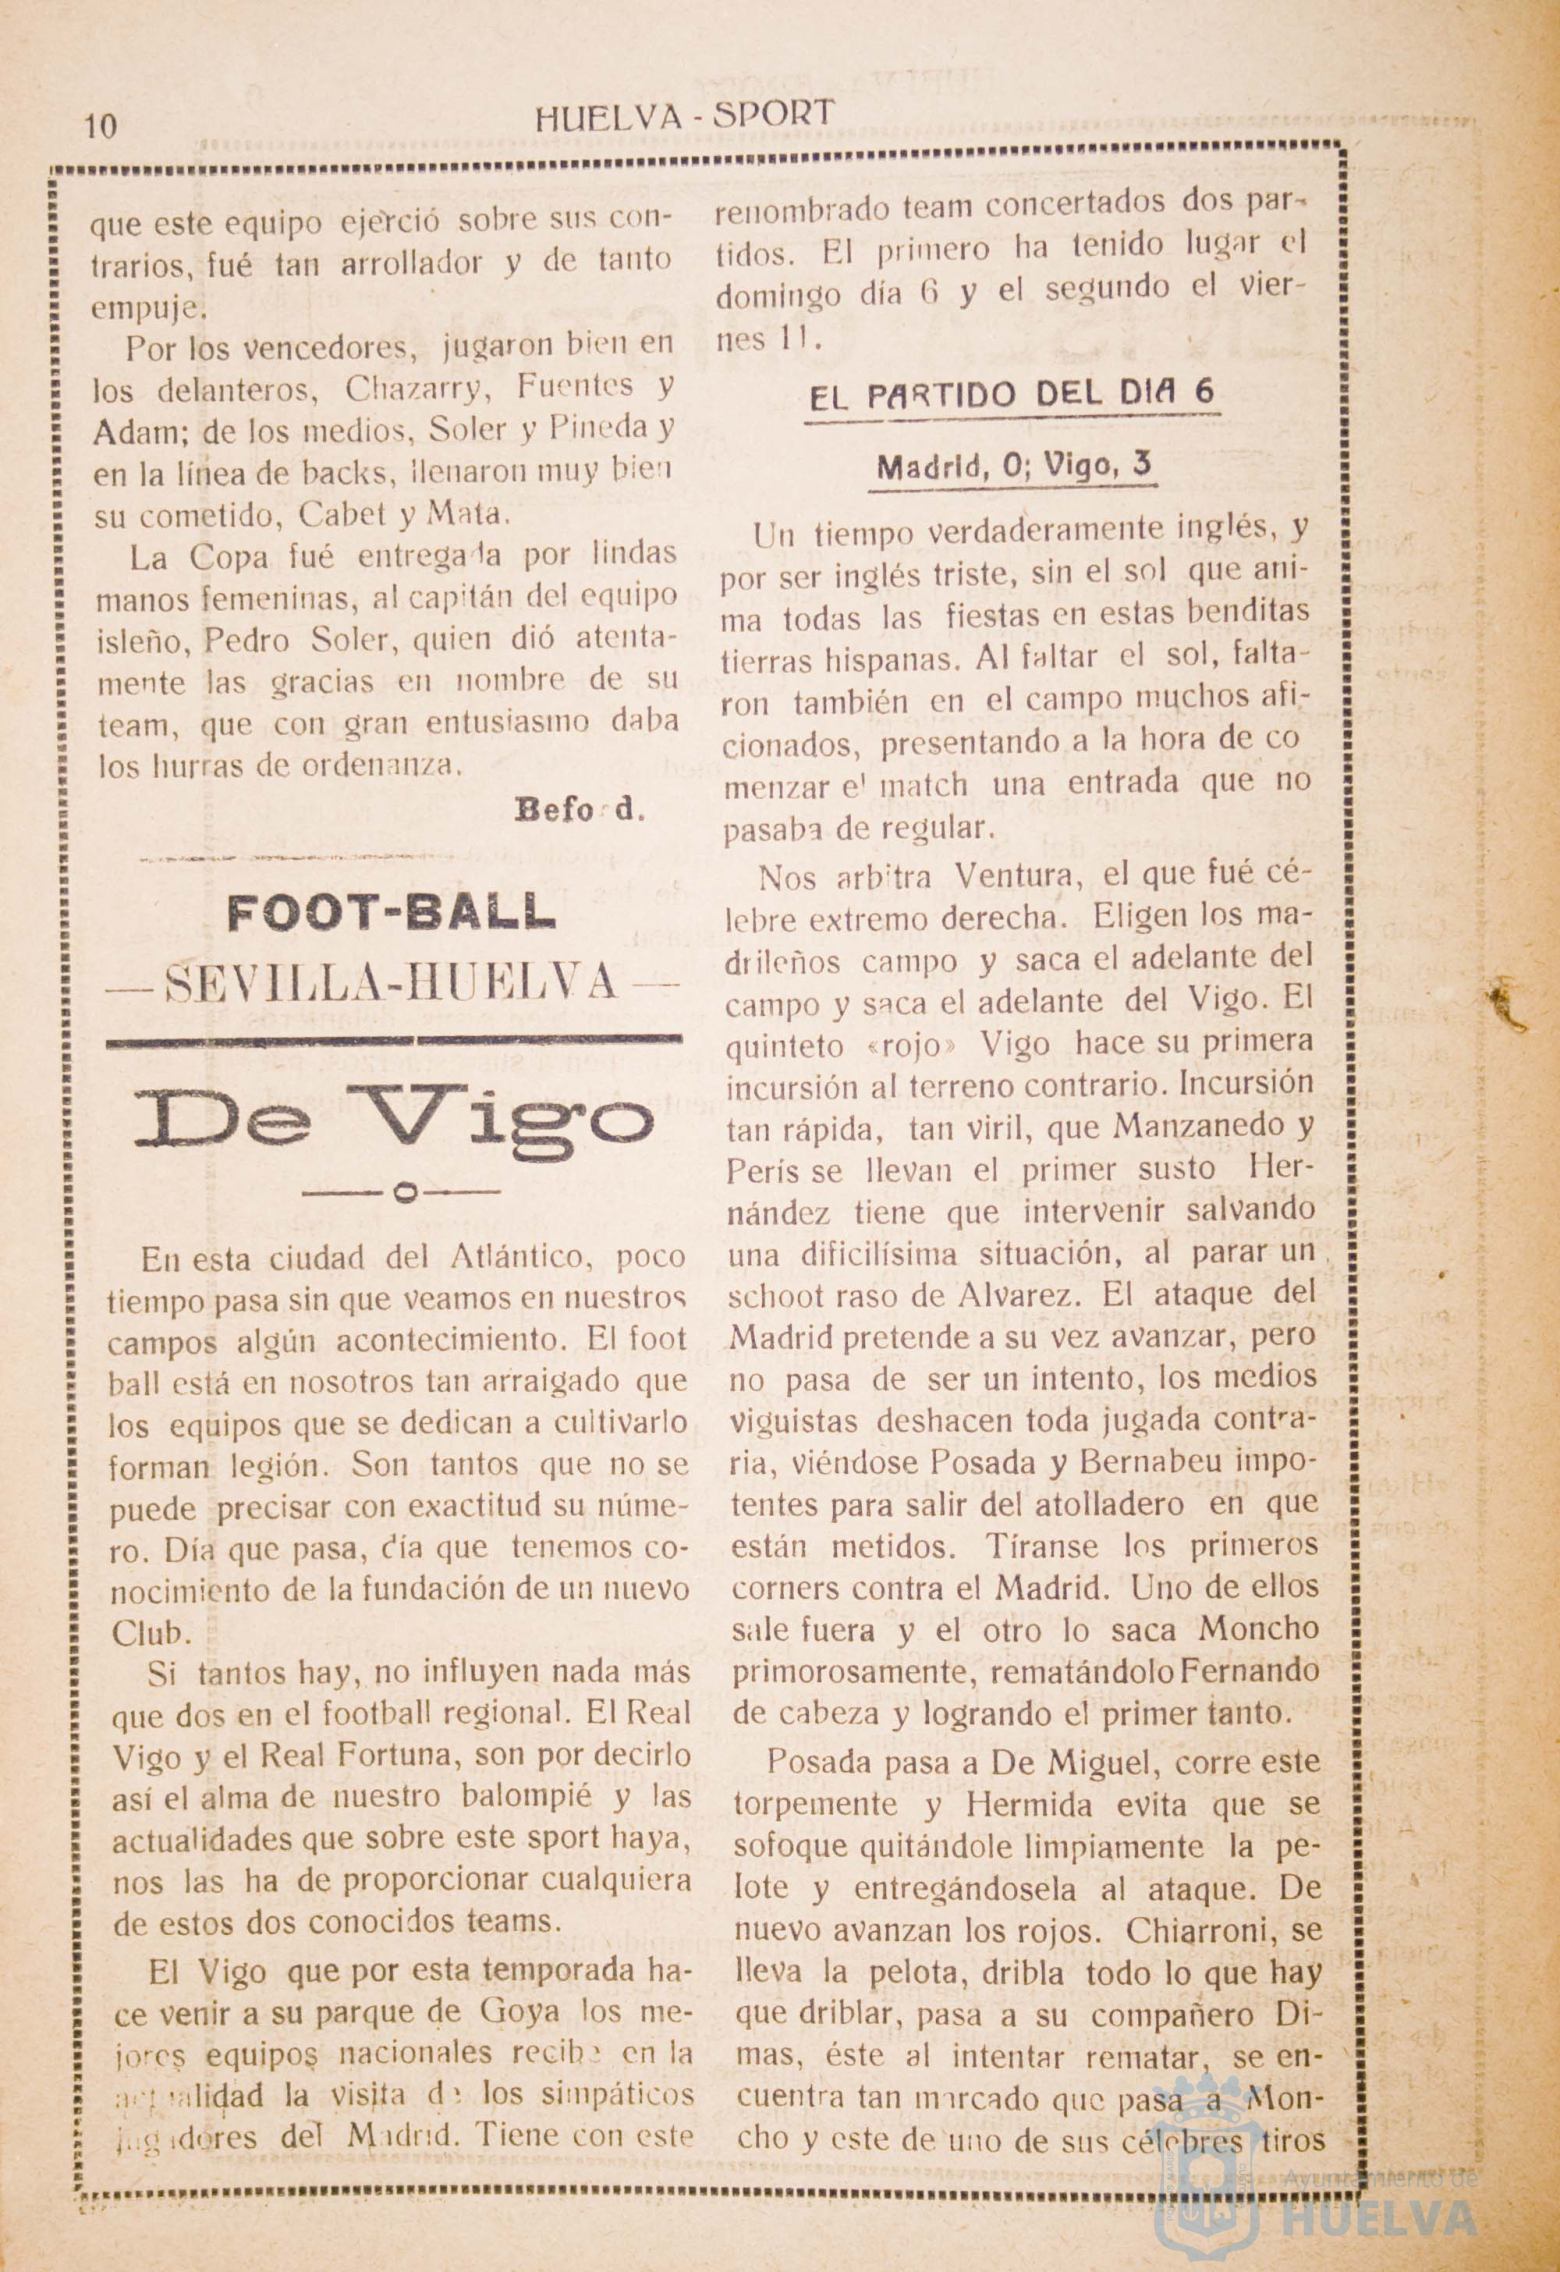 10
HUELVA - SPORT
que este equipo ejerció sobre sus con-
trarios, fué tan arrollador y de tanto
empuje.
Por los vencedores, jugaron bien en
los delanteros, Chazarry, Fuentes y
Adam; de los medios, Soler y Pineda y
en la línea de backs, llenaron muy bien
su cometido, Cabet y Mata.
La Copa fué entregada por lindas
manos femeninas, al capitán del equipo
isleño, Pedro Soler, quien dió atenta-
mente las gracias en nombre de su
team, que con gran entusiasmo daba
los hurras de ordenanza.
Befo d.
FOOT-BALL
— SEVILLA-HUELVA —
De Vigo
—o—
En esta ciudad del Atlántico, poco
tiempo pasa sin que veamos en nuestros
campos algún acontecimiento. El foot
ball está en nosotros tan arraigado que
los equipos que se dedican a cultivarlo
forman legión. Son tantos que no se
puede precisar con exactitud su núme-
ro. Día que pasa, día que tenemos co-
nocimiento de la fundación de un nuevo
Club.
Si tantos hay, no influyen nada más
que dos en el football regional. El Real
Vigo y el Real Fortuna, son por decirlo
así el alma de nuestro balompié y las
actualidades que sobre este sport haya,
nos las ha de proporcionar cualquiera
de estos dos conocidos teams.
El Vigo que por esta temporada ha-
ce venir a su parque de Goya los me-
jores equipos nacionales recibe en la
actualidad la visita de los simpáticos
jugadores del Madrid. Tiene con este
renombrado team concertados dos par-
tidos. El primero ha tenido lugar el
domingo día 6 y el segundo el vier-
nes 11.
EL PARTIDO DEL DIA 6
Madrid, 0; Vigo, 3
Un tiempo verdaderamente inglés, y
por ser inglés triste, sin el sol que ani-
ma todas las fiestas en estas benditas
tierras hispanas. Al faltar el sol, falta-
ron también en el campo muchos afi-
cionados, presentando a la hora de co
menzar el match una entrada que no
pasaba de regular.
Nos arbitra Ventura, el que fué cé-
lebre extremo derecha. Eligen los ma-
drileños campo y saca el adelante del
campo y saca el adelante del Vigo. El
quinteto «rojo» Vigo hace su primera
incursión al terreno contrario. Incursión
tan rápida, tan viril, que Manzanedo y
Perís se llevan el primer susto Her-
nández tiene que intervenir salvando
una dificilísima situación, al parar un
schoot raso de Alvarez. El ataque del
Madrid pretende a su vez avanzar, pero
no pasa de ser un intento, los medios
viguistas deshacen toda jugada contra-
ria, viéndose Posada y Bernabeu impo-
tentes para salir del atolladero en que
están metidos. Tíranse los primeros
corners contra el Madrid. Uno de ellos
sale fuera y el otro lo saca Moncho
primorosamente, rematándolo Fernando
de cabeza y logrando el primer tanto.
Posada pasa a De Miguel, corre este
torpemente y Hermida evita que se
sofoque quitándole limpiamente la pe-
lote y entregándosela al ataque. De
nuevo avanzan los rojos. Chiarroni, se
lleva la pelota, dribla todo lo que hay
que driblar, pasa a su compañero Di-
mas, éste al intentar rematar, se en-
cuentra tan marcado que pasa a Mon-
cho y este de uno de sus célebres tiros
Ayuntamiento de
HUELVA